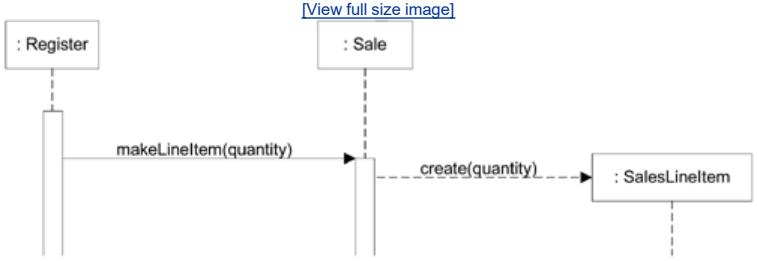 [View full size image]
: Register
: Sale
makeLineItem(quantity)
create(quantity)
: SalesLineItem